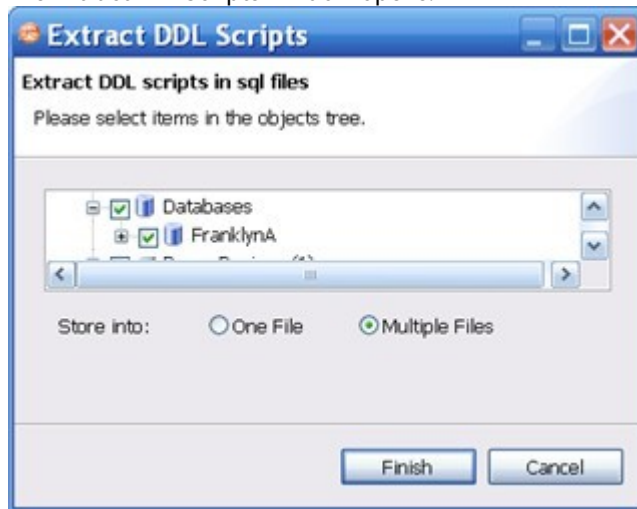 Extract DDL Scripts
Extract DDL scripts in sql files
Please select items in the objects tree.
Databases
FranklynA
Store into: One File Multiple Files
Finish Cancel